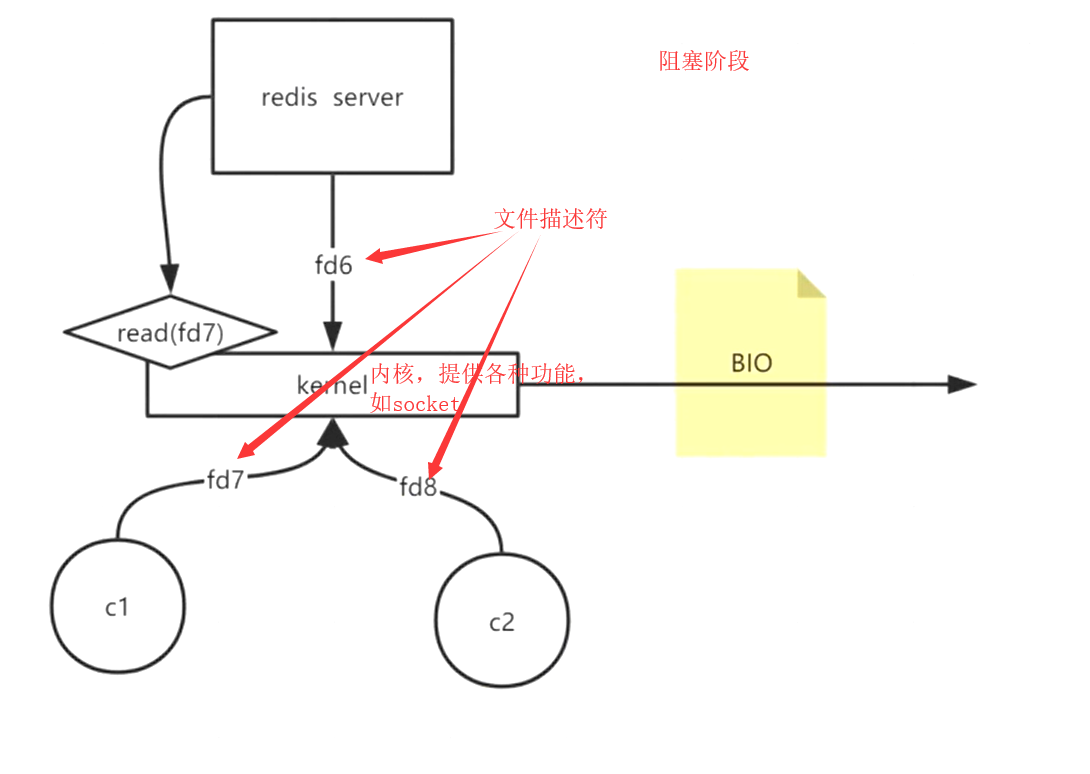 阻塞阶段
redis server
文件描述符
fd6
read(fd7)
BIO
kernel
内核，提供各种功能，
如socket
fd7
fd8
c1
c2